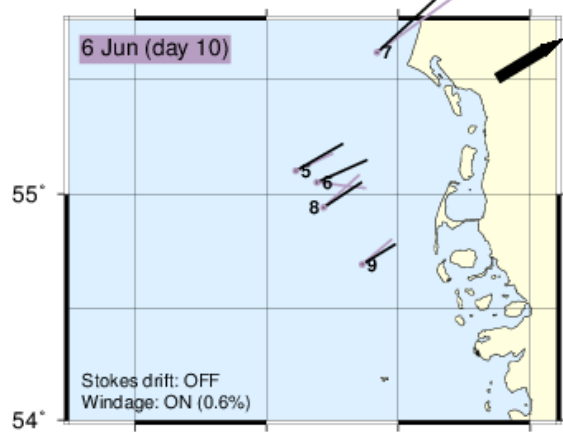 6 Jun (day 10)
7
5
6
55°
8
9
Stokes drift: OFF
Windage: ON (0.6%)
54°